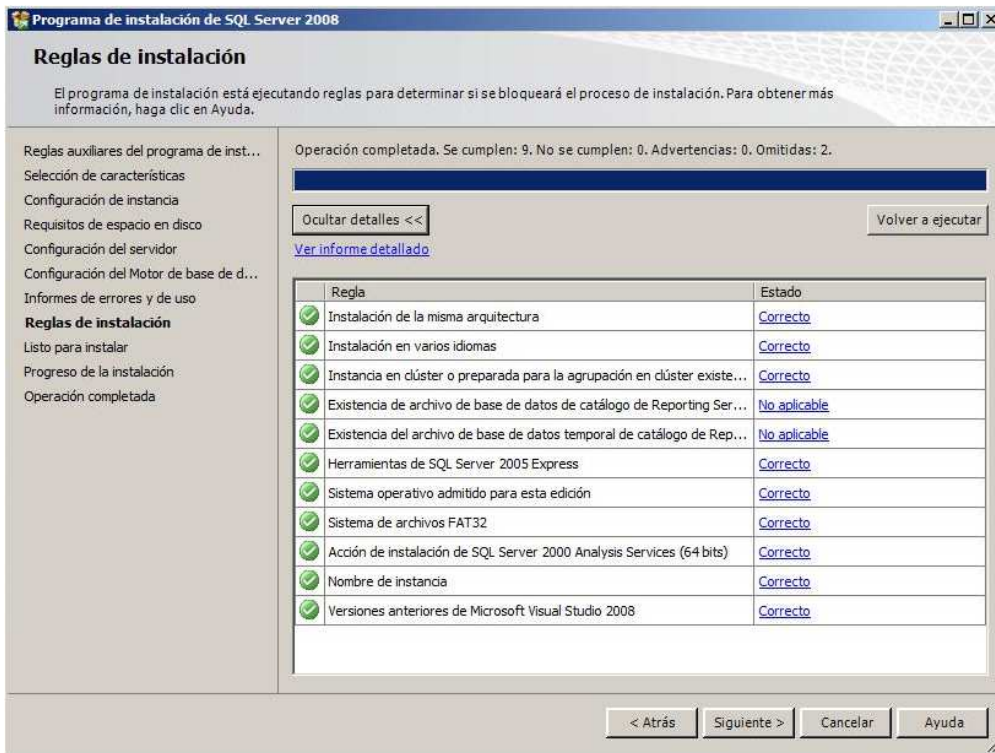 Programa de instalación de SQL Server 2008
Reglas de instalación
El programa de instalación está ejecutando reglas para determinar si se bloqueará el proceso de instalación. Para obtener más
información, haga clic en Ayuda.
Reglas auxiliares del programa de inst...
Selección de características
Configuración de instancia
Requisitos de espacio en disco
Configuración del servidor
Configuración del Motor de base de d...
Informes de errores y de uso
Reglas de instalación
Listo para instalar
Progreso de la instalación
Operación completada
Operación completada. Se cumplen: 9. No se cumplen: 0. Advertencias: 0. Omitidas: 2.
Ocultar detalles <<
Volver a ejecutar
Ver informe detallado
Regla Estado
Instalación de la misma arquitectura Correcto
Instalación en varios idiomas Correcto
Instancia en clúster o preparada para la agrupación en clúster existe... Correcto
Existencia de archivo de base de datos de catálogo de Reporting Ser... No aplicable
Existencia del archivo de base de datos temporal de catálogo de Rep... No aplicable
Herramientas de SQL Server 2005 Express Correcto
Sistema operativo admitido para esta edición Correcto
Sistema de archivos FAT32 Correcto
Acción de instalación de SQL Server 2000 Analysis Services (64 bits) Correcto
Nombre de instancia Correcto
Versiones anteriores de Microsoft Visual Studio 2008 Correcto
< Atrás Siguiente > Cancelar Ayuda